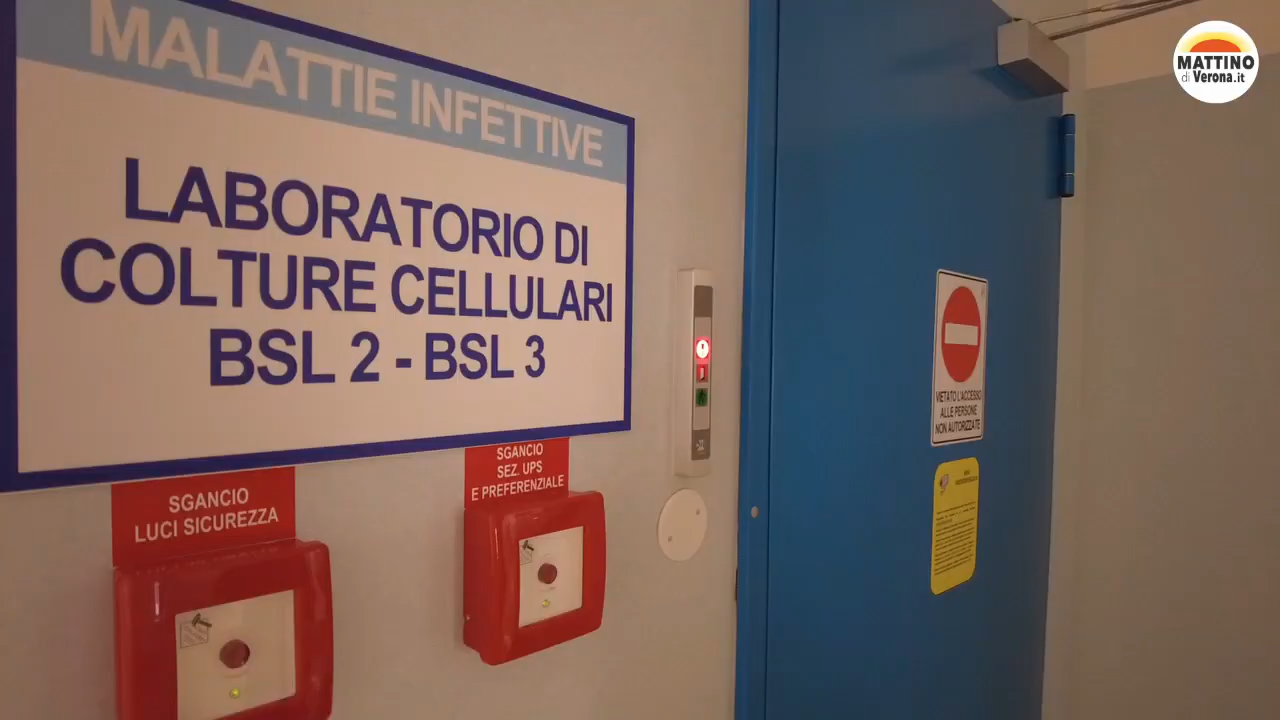 MALATTIE INFETTIVE
LABORATORIO DI
COLTURE CELLULARI
BSL 2 - BSL 3
SGANCIO
LUCI SICUREZZA
SGANCIO
SEZ. UPS
E PREFERENZIALE
VIETATO L'ACCESSO
ALLE PERSONE
NON AUTORIZZATE
MATTINO
di Verona.it